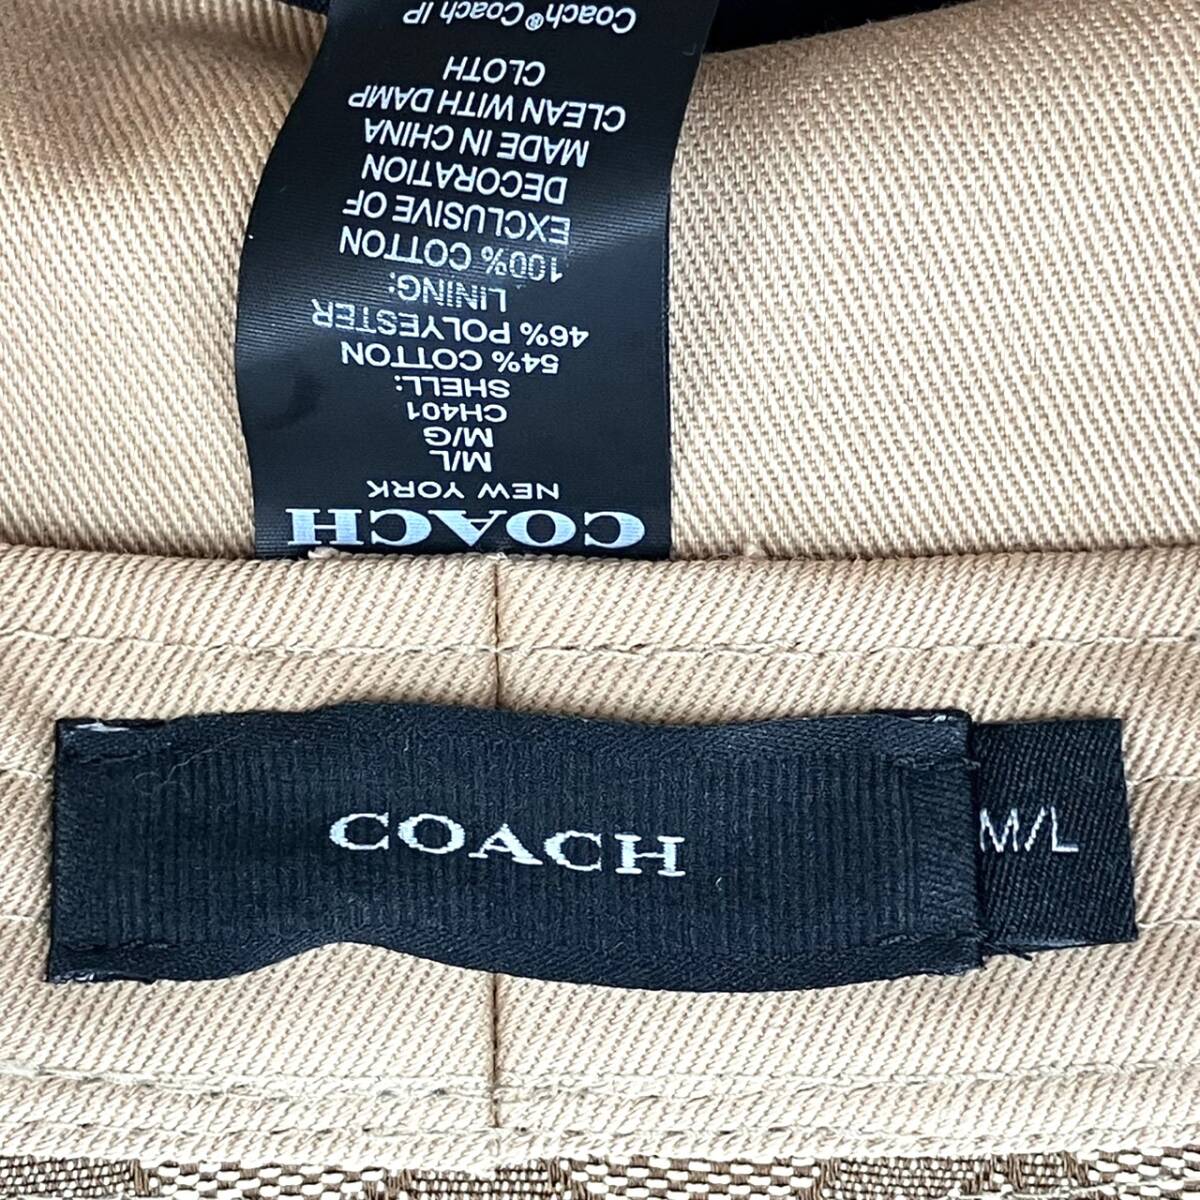 COACH
NEW YORK
M/L
M/G
CH401
SHELL:
54% COTTON
46% POLYESTER
LINING:
100% COTTON
EXCLUSIVE OF
DECORATION
MADE IN CHINA
CLEAN WITH DAMP
CLOTH
Coach®Coach IP
COACH
M/L